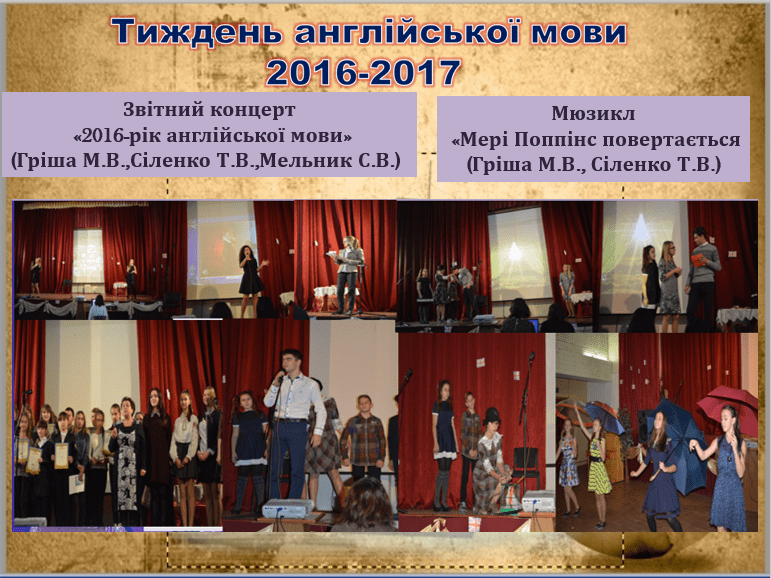 Тиждень англійської мови
2016-2017
Звітний концерт
«2016-рік англійської мови»
(Гріша М.В.,Сіленко Т.В.,Мельник С.В.)
Мюзикл
«Мері Поппінс повертається
(Гріша М.В., Сіленко Т.В.)